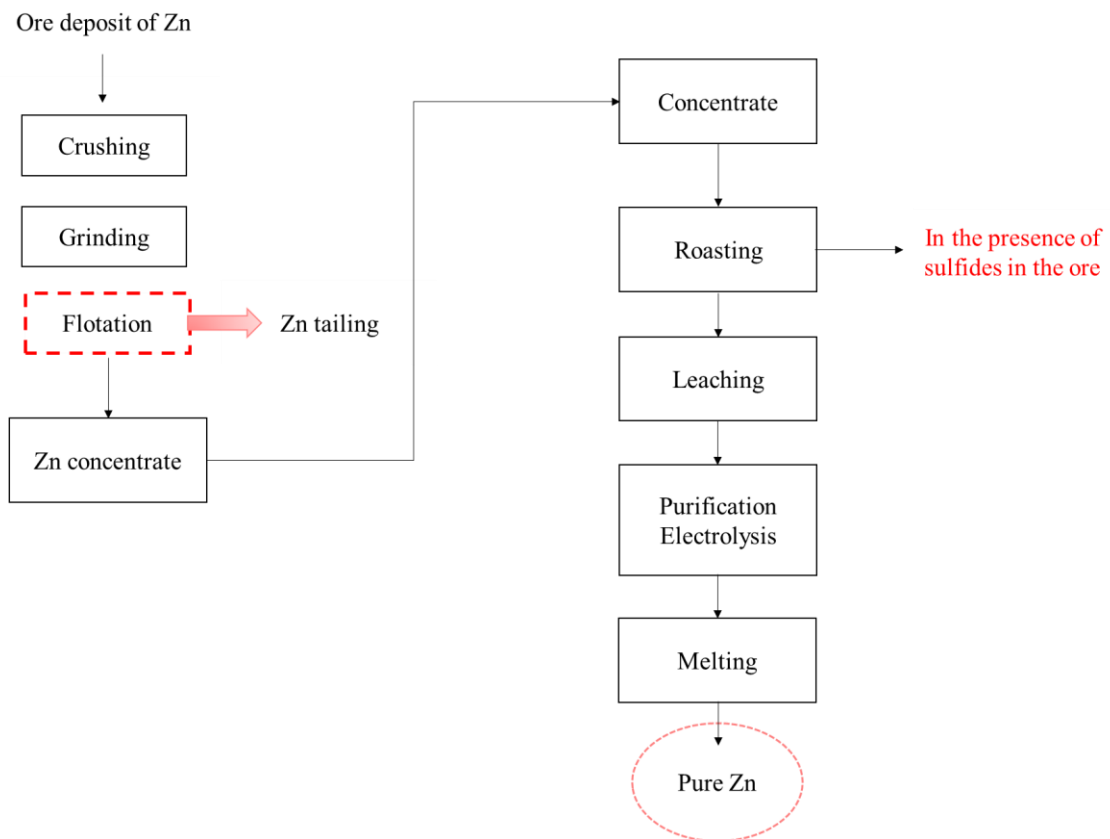 Ore deposit of Zn
Crushing
Grinding
Flotation
Zn tailing
Zn concentrate
Concentrate
Roasting
In the presence of
sulfides in the ore
Leaching
Purification
Electrolysis
Melting
Pure Zn